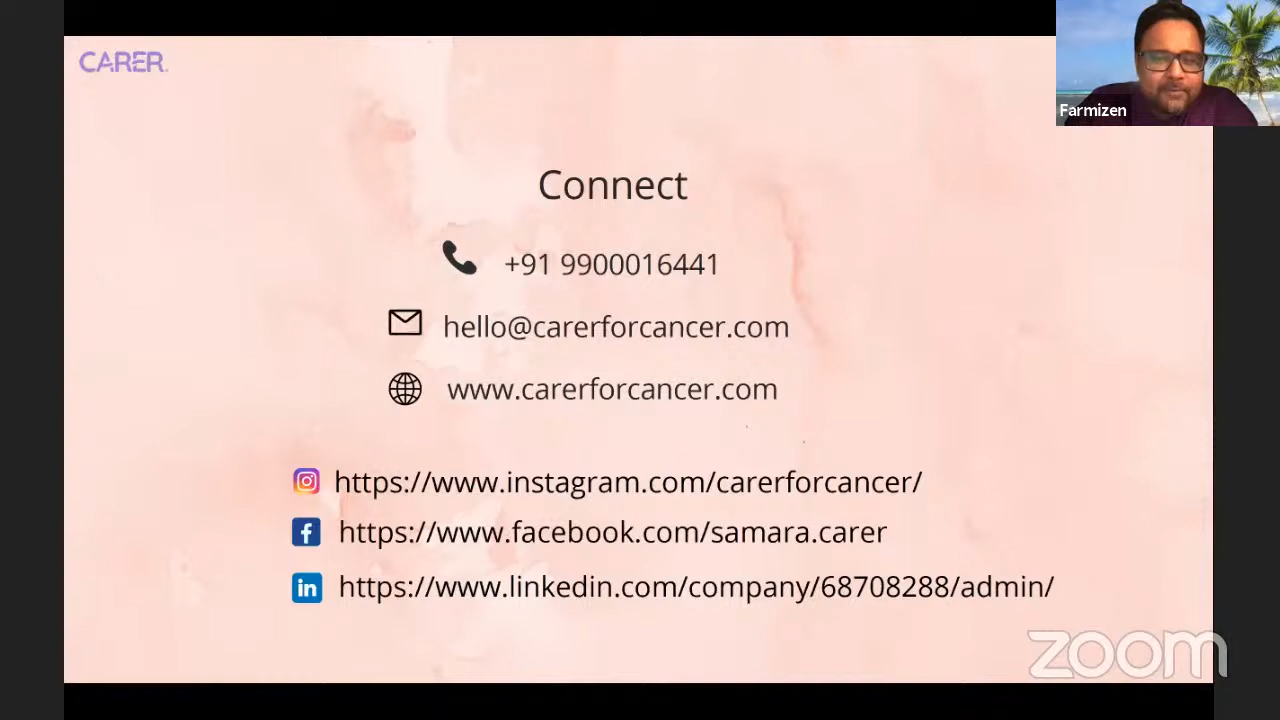 CARER.
Farmizen
Connect
+91 9900016441
hello@carerforcancer.com
www.carerforcancer.com
https://www.instagram.com/carerforcancer/
https://www.facebook.com/samara.carer
https://www.linkedin.com/company/68708288/admin/
zoom